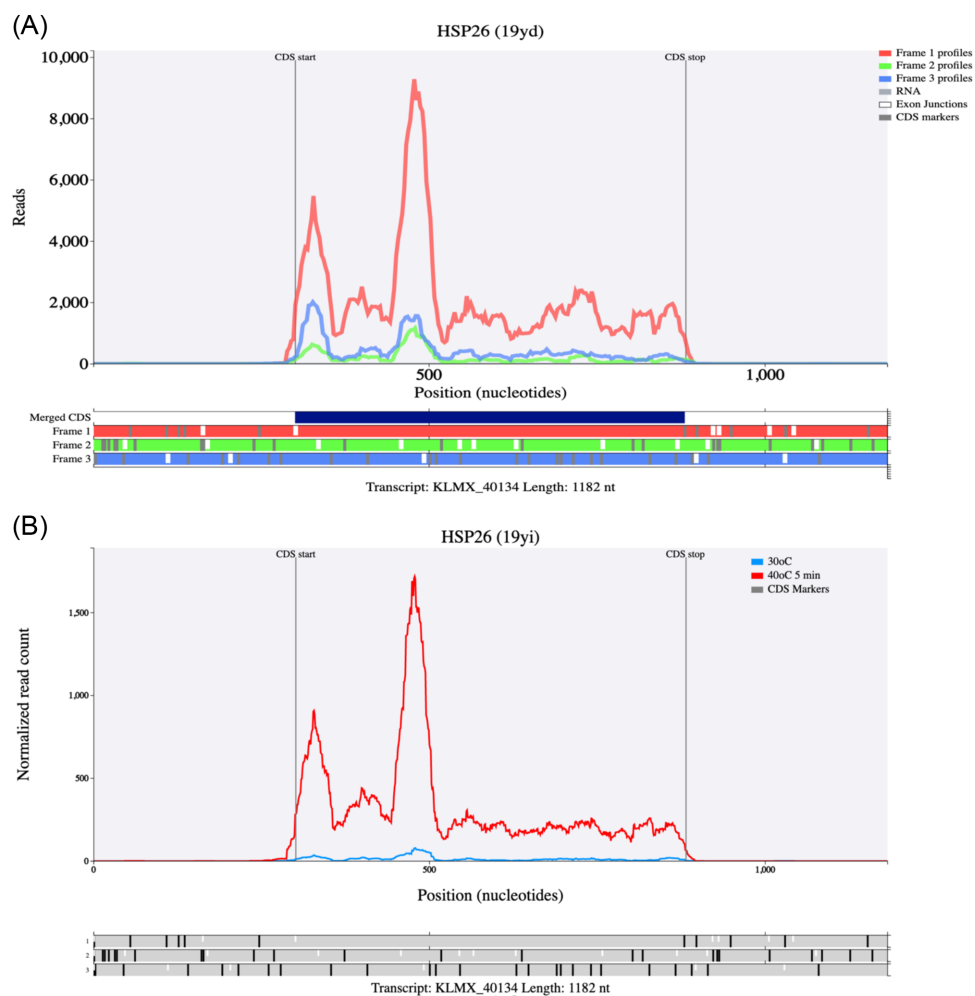 (A)
HSP26 (19yd)
CDS start
CDS stop
10,000
8,000
6,000
4,000
2,000
0
Reads
500
1,000
Position (nucleotides)
Frame 1 profiles
Frame 2 profiles
Frame 3 profiles
RNA
Exon Junctions
CDS markers
Merged CDS
Frame 1
Frame 2
Frame 3
Transcript: KLMX_40134 Length: 1182 nt
(B)
HSP26 (19yi)
CDS start
CDS stop
30oC
40oC 5 min
CDS Markers
1,500
1,000
500
0
Normalized read count
0
500
1,000
Position (nucleotides)
1
2
3
Transcript: KLMX_40134 Length: 1182 nt